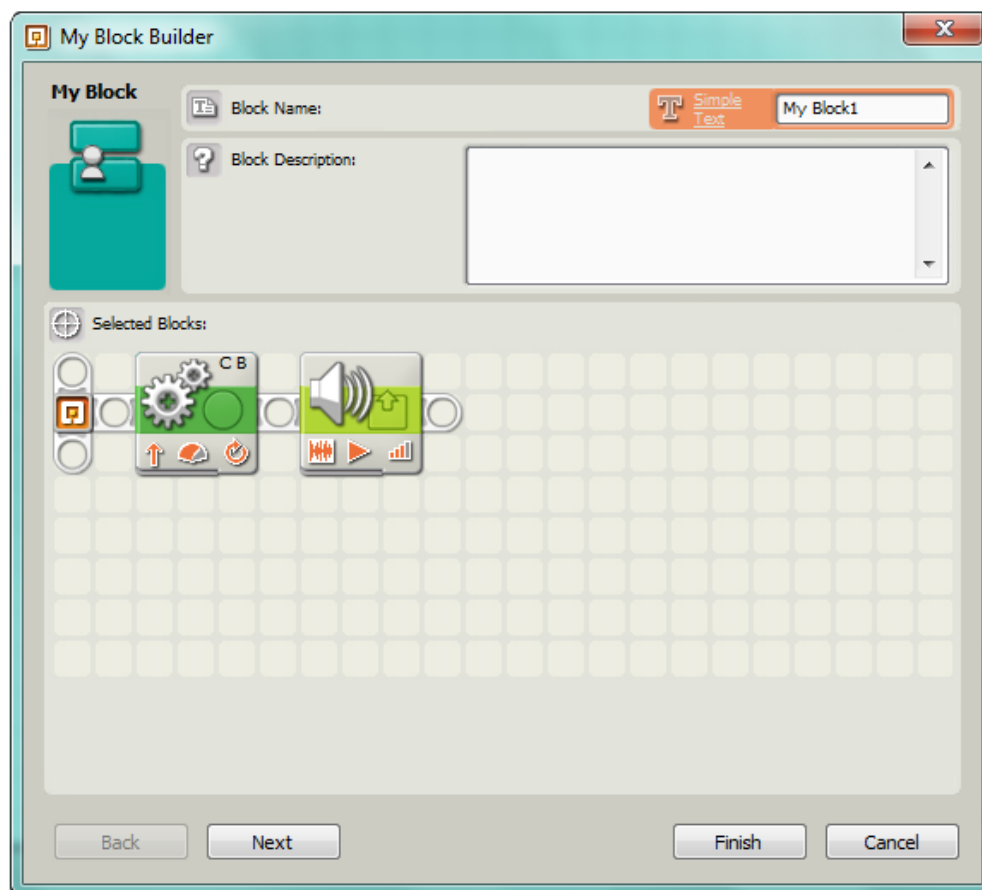 My Block Builder
X
My Block
Block Name:
Simple
Text
My Block1
? Block Description:
Selected Blocks:
C B
Back
Next
Finish
Cancel